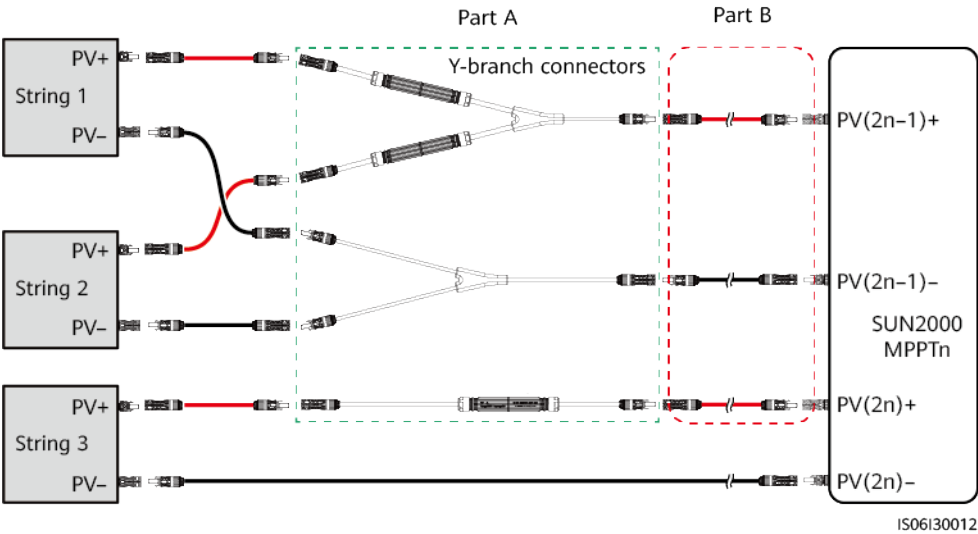 Part A
Part B
PV+
String 1
PV–
Y-branch connectors
PV(2n–1)+
PV+
String 2
PV–
PV(2n–1)–
SUN2000
MPPTn
PV+
String 3
PV–
PV(2n)+
PV(2n)–
IS06I30012